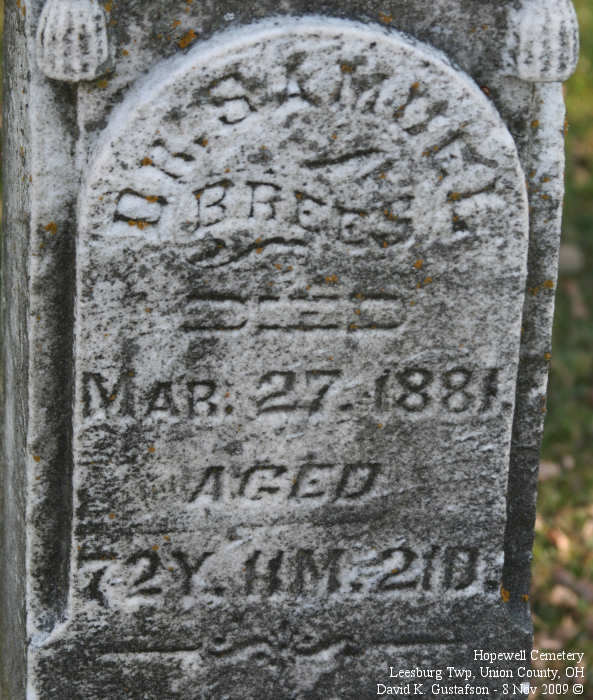 DR. SAMUEL
BREES
DIED
MAR. 27. 1881
AGED
72Y. 11M. 21D.
Hopewell Cemetery
Leesburg Twp, Union County, OH
David K. Gustafson - 8 Nov 2009 ©